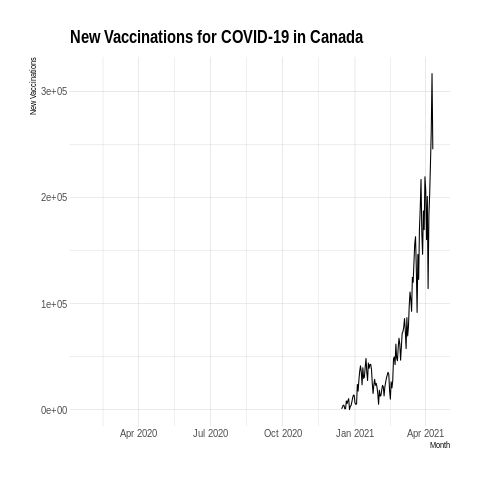 New Vaccinations for COVID-19 in Canada
New Vaccinations
3e+05
2e+05
1e+05
0e+00
Apr 2020 Jul 2020 Oct 2020 Jan 2021 Apr 2021
Month